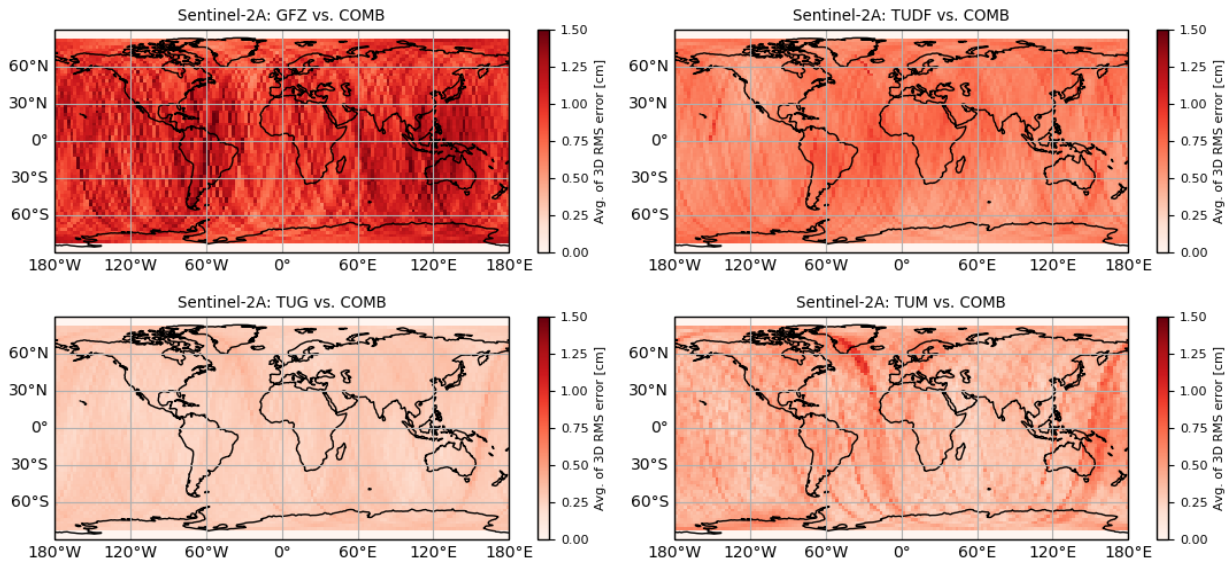 Sentinel-2A: GFZ vs. COMB
60°N
30°N
0°
30°S
60°S
180°W 120°W 60°W 0° 60°E 120°E 180°E
1.50
1.25
1.00
0.75
0.50
0.25
0.00
Avg. of 3D RMS error [cm]
Sentinel-2A: TUDF vs. COMB
60°N
30°N
0°
30°S
60°S
180°W 120°W 60°W 0° 60°E 120°E 180°E
1.50
1.25
1.00
0.75
0.50
0.25
0.00
Avg. of 3D RMS error [cm]
Sentinel-2A: TUG vs. COMB
60°N
30°N
0°
30°S
60°S
180°W 120°W 60°W 0° 60°E 120°E 180°E
1.50
1.25
1.00
0.75
0.50
0.25
0.00
Avg. of 3D RMS error [cm]
Sentinel-2A: TUM vs. COMB
60°N
30°N
0°
30°S
60°S
180°W 120°W 60°W 0° 60°E 120°E 180°E
1.50
1.25
1.00
0.75
0.50
0.25
0.00
Avg. of 3D RMS error [cm]